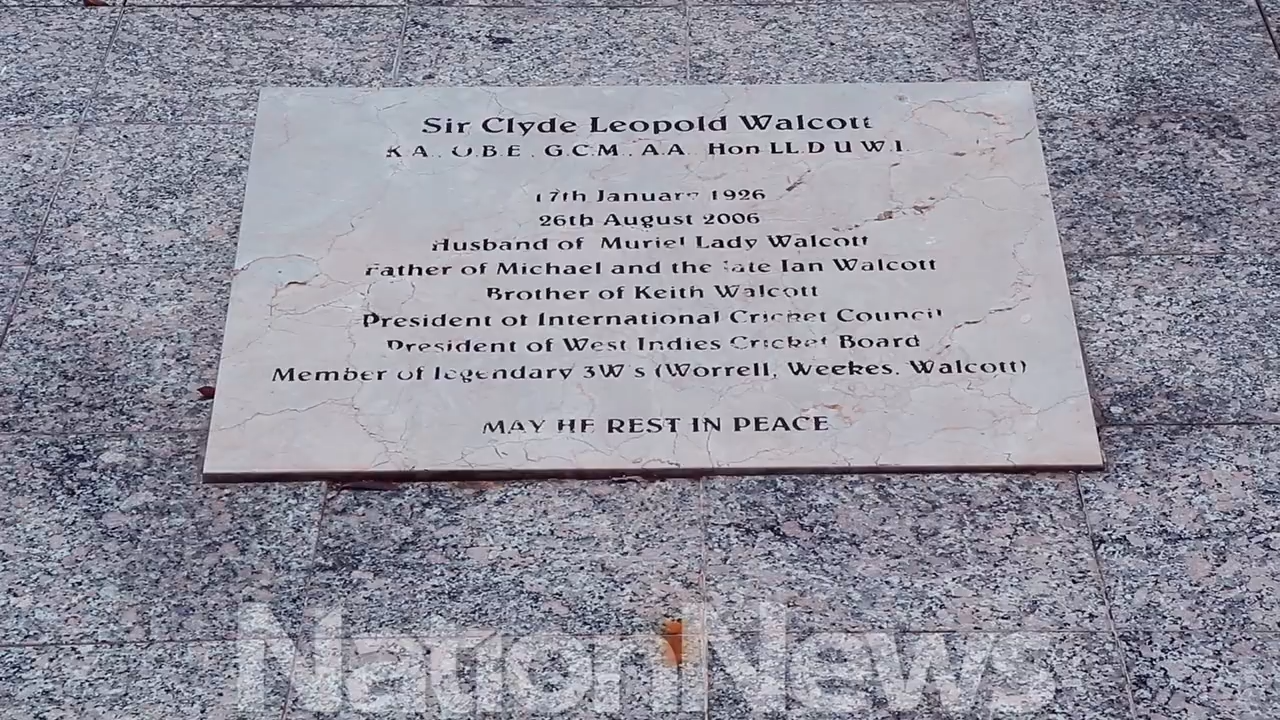 Sir Clyde Leopold Walcott
K.A., O.B.E., G.C.M., A.A. Hon LL.D U W I
17th January 1926
26th August 2006
Husband of Muriel Lady Walcott
Father of Michael and the late Ian Walcott
Brother of Keith Walcott
President of International Cricket Council
President of West Indies Cricket Board
Member of legendary 3W's (Worrell, Weekes, Walcott)
MAY HE REST IN PEACE
NationNews